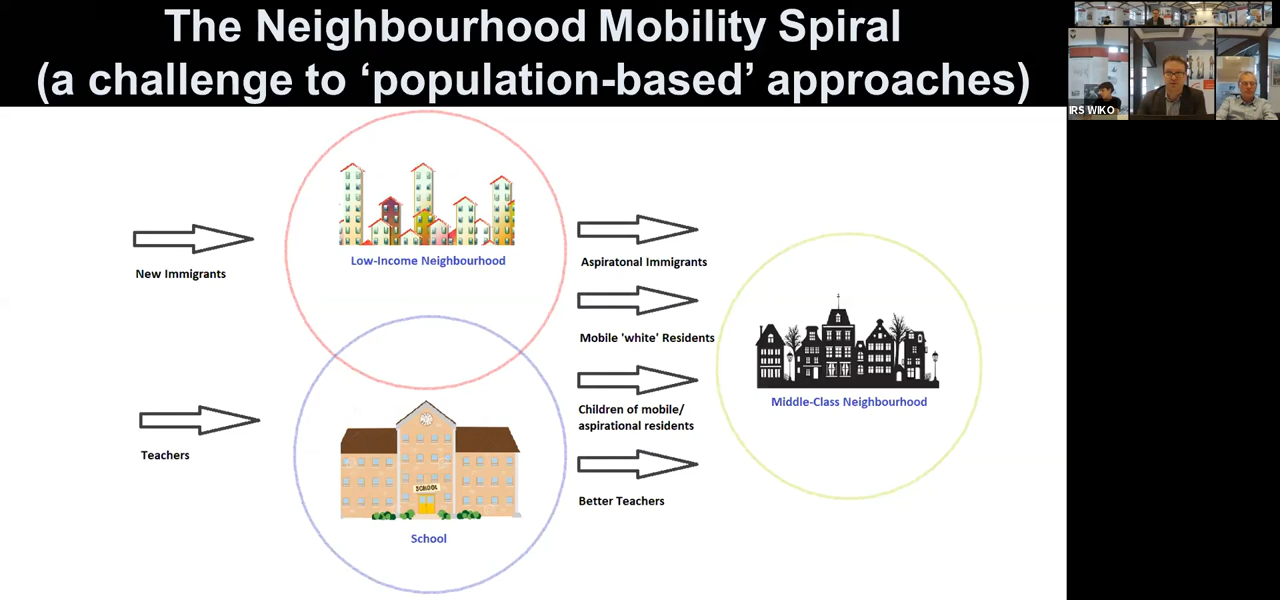 The Neighbourhood Mobility Spiral
(a challenge to ‘population-based’ approaches)
IRS WIKO
New Immigrants
Low-Income Neighbourhood
Aspiratonal Immigrants
Mobile 'white' Residents
Children of mobile/
aspirational residents
Middle-Class Neighbourhood
Teachers
SCHOOL
Better Teachers
School